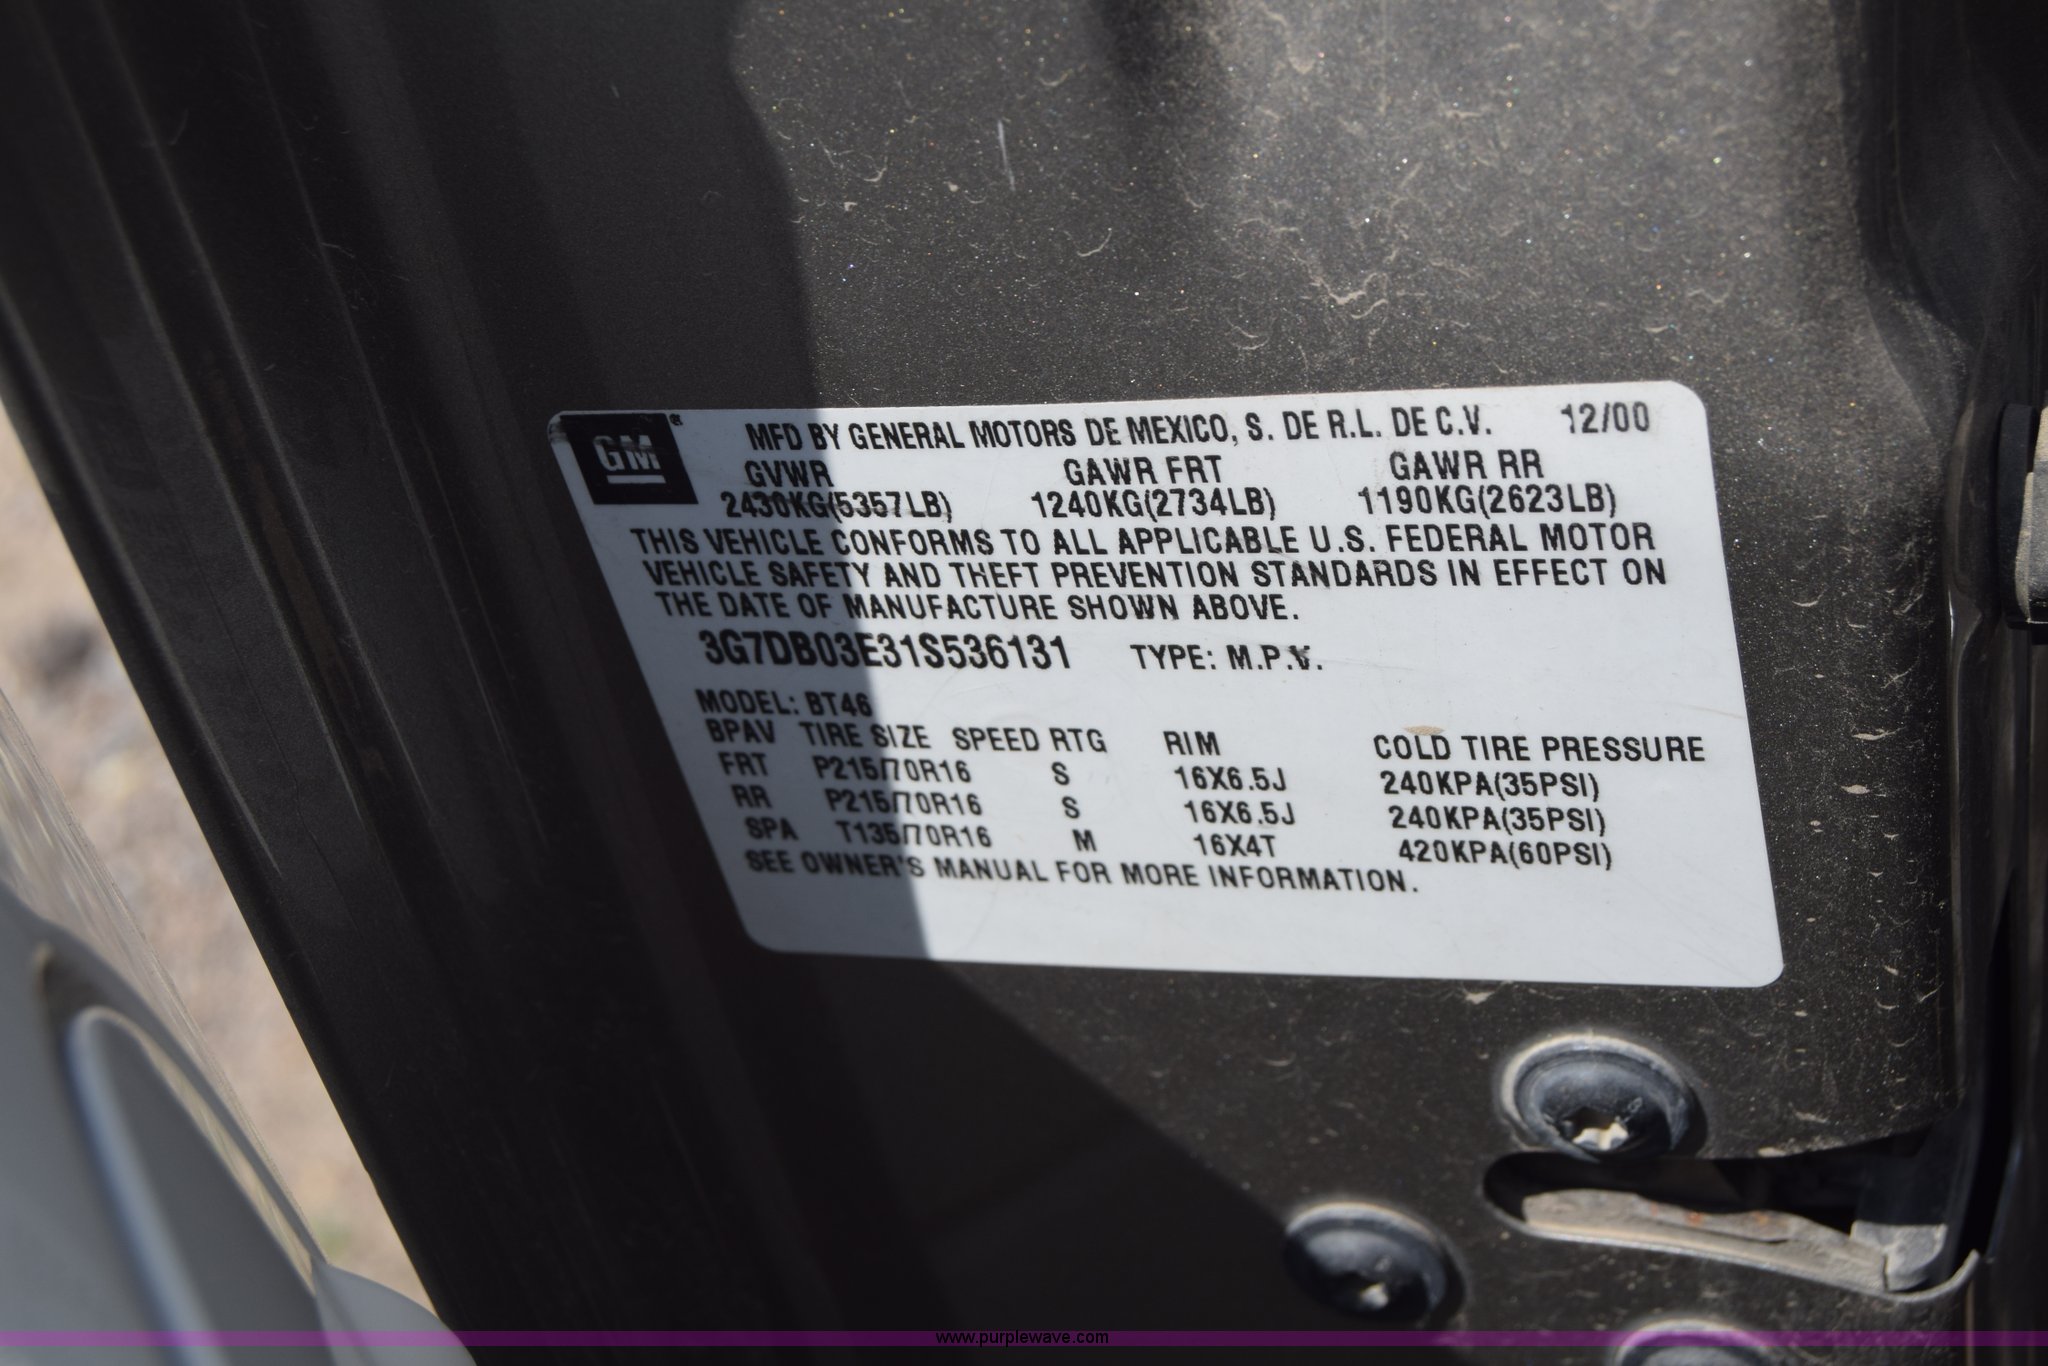 GM
MFD BY GENERAL MOTORS DE MEXICO, S. DE R.L. DE C.V. 12/00
GVWR GAWR FRT GAWR RR
2430KG(5357LB) 1240KG(2734LB) 1190KG(2623LB)
THIS VEHICLE CONFORMS TO ALL APPLICABLE U.S. FEDERAL MOTOR
VEHICLE SAFETY AND THEFT PREVENTION STANDARDS IN EFFECT ON
THE DATE OF MANUFACTURE SHOWN ABOVE.
3G7DB03E31S536131 TYPE: M.P.V.
MODEL: BT46
BPAV TIRE SIZE SPEED RTG RIM COLD TIRE PRESSURE
FRT P215/70R16 S 16X6.5J 240KPA(35PSI)
RR P215/70R16 S 16X6.5J 240KPA(35PSI)
SPA T135/70R16 M 16X4T 420KPA(60PSI)
SEE OWNER'S MANUAL FOR MORE INFORMATION.
www.purplewave.com